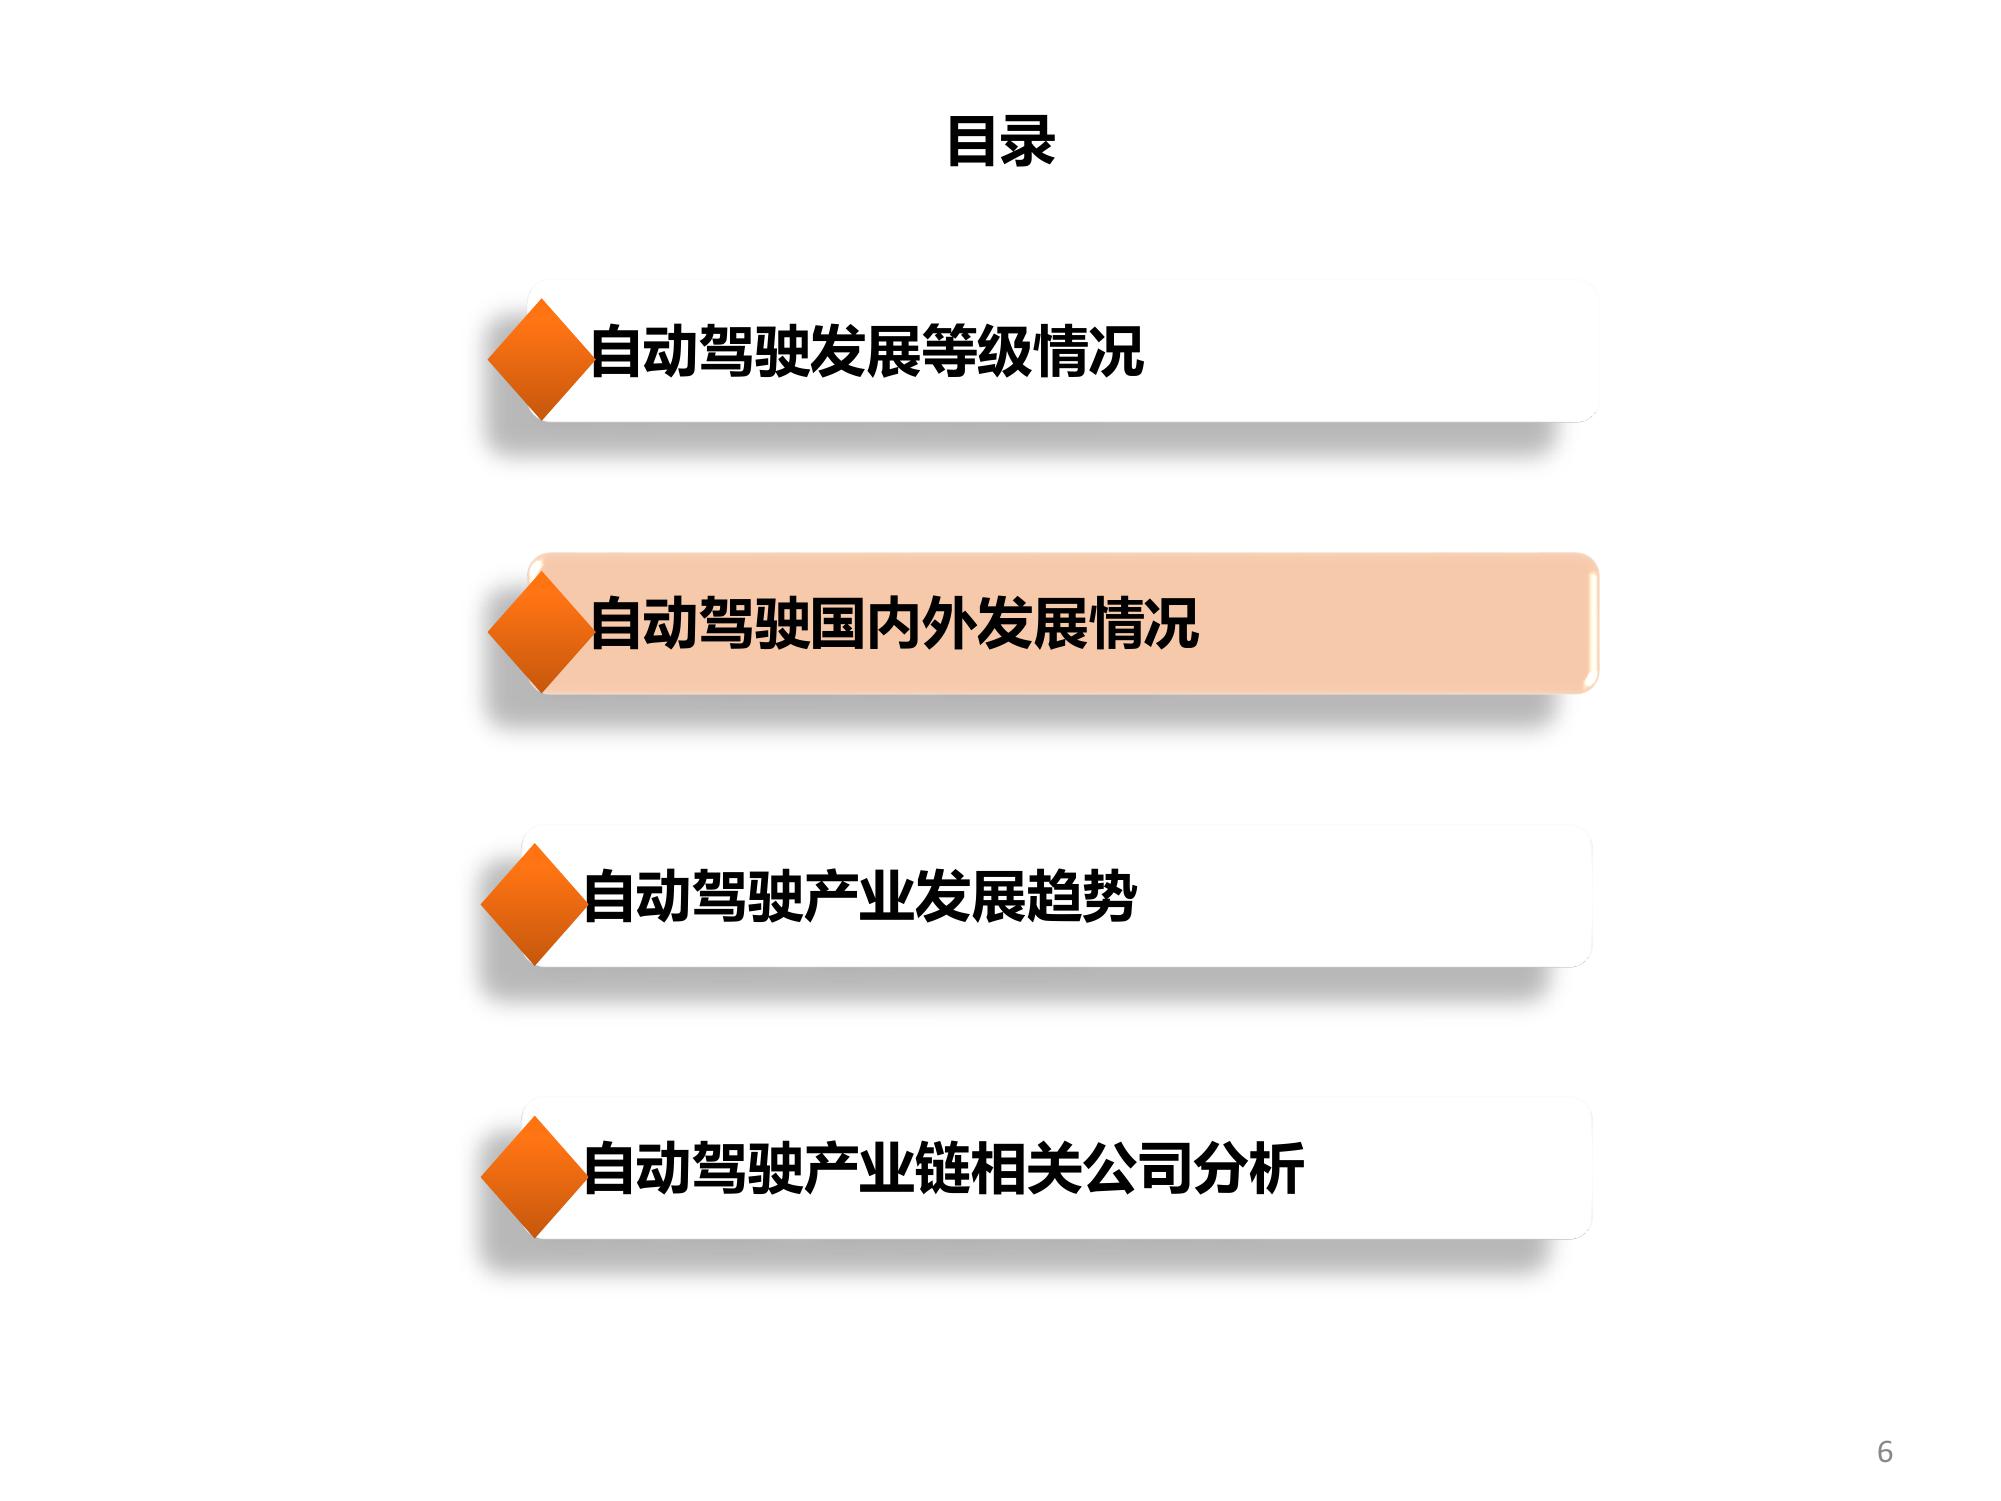 目录
自动驾驶发展等级情况
自动驾驶国内外发展情况
自动驾驶产业发展趋势
自动驾驶产业链相关公司分析
6